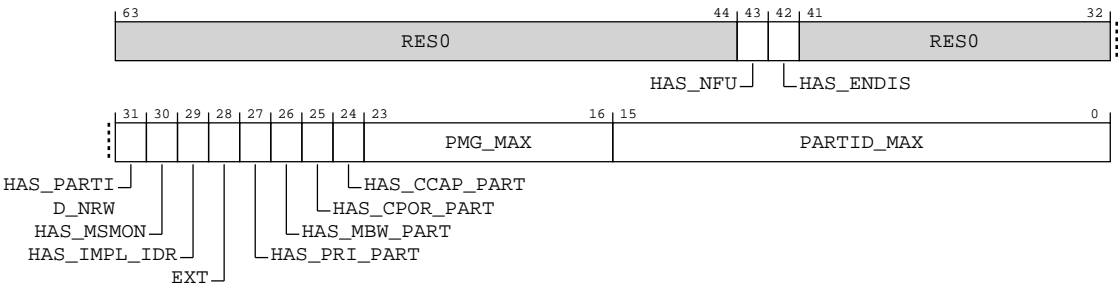 63 44 43 42 41 32
RES0 RES0
HAS_NFU HAS_ENDIS
31 30 29 28 27 26 25 24 23 16 15 0
PMG_MAX PARTID_MAX
HAS_PARTI HAS_CCAP_PART
D_NRW HAS_CPOR_PART
HAS_MSMON HAS_MBW_PART
HAS_IMPL_IDR HAS_PRI_PART
EXT